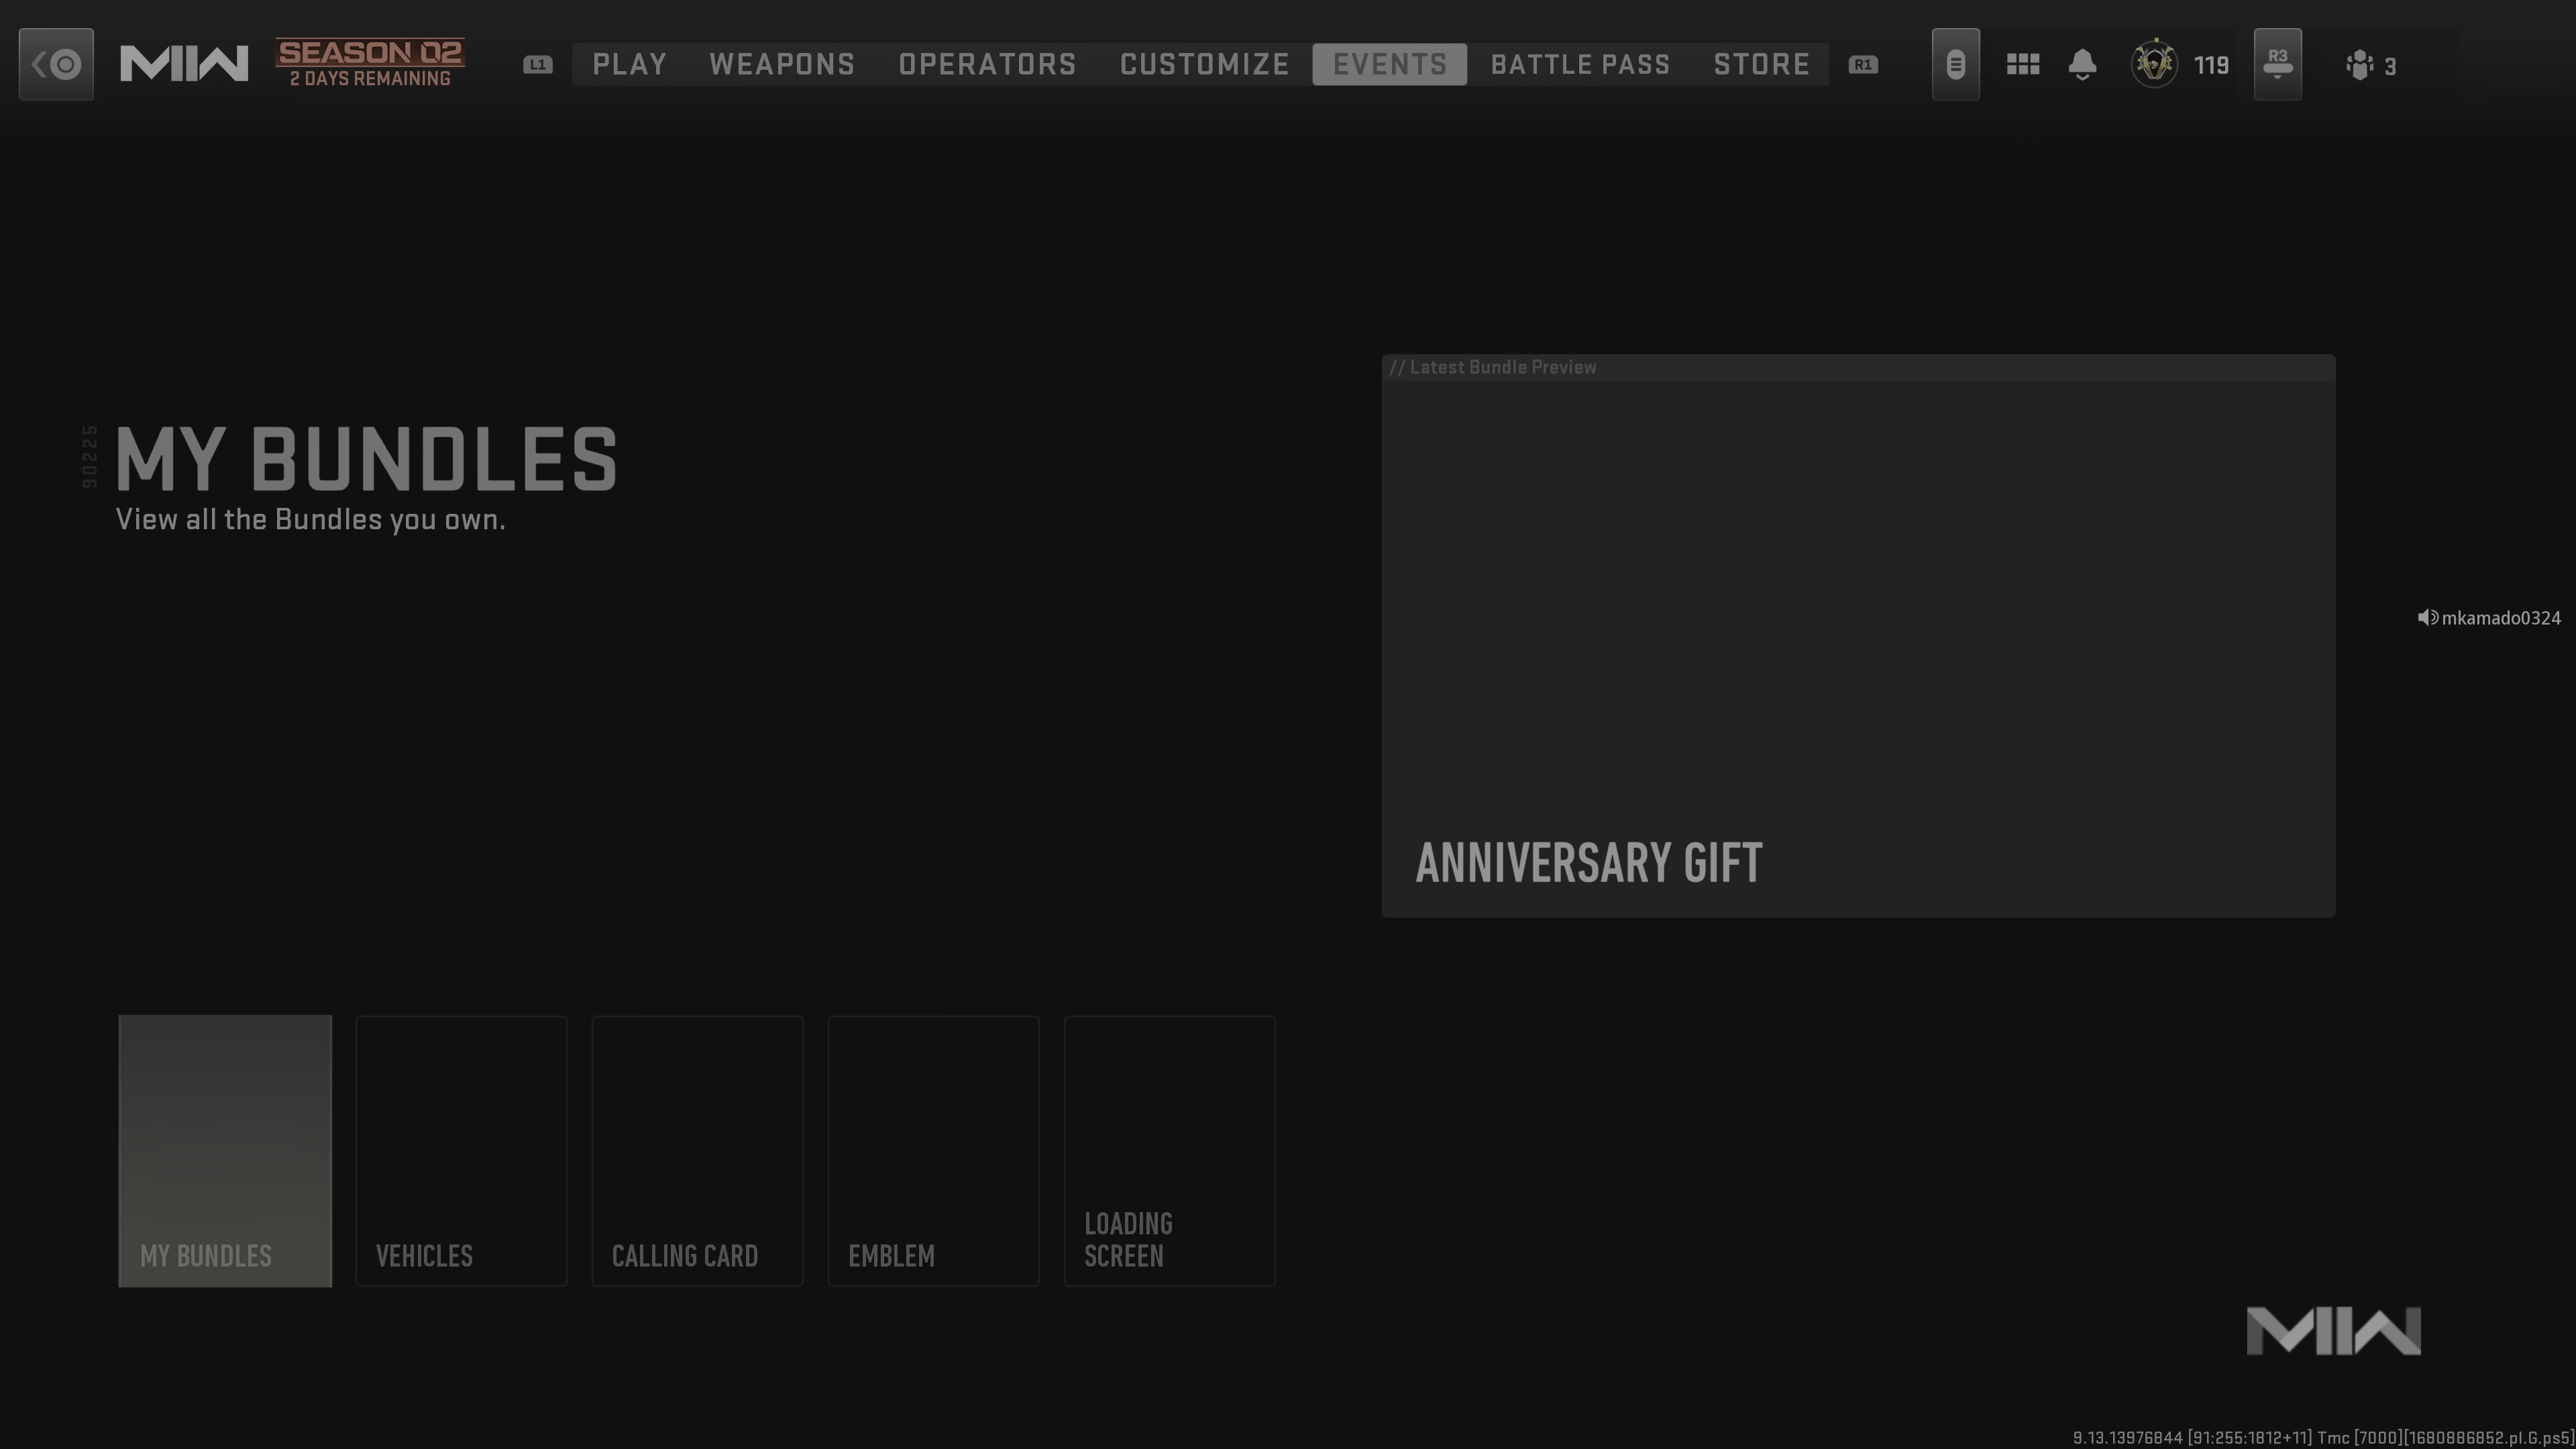 MIIW
SEASON 02
2 DAYS REMAINING
L1
PLAY
WEAPONS
OPERATORS
CUSTOMIZE
EVENTS
BATTLE PASS
STORE
R1
119
R3
3
// Latest Bundle Preview
90225
MY BUNDLES
View all the Bundles you own.
mkamado0324
ANNIVERSARY GIFT
MY BUNDLES
VEHICLES
CALLING CARD
EMBLEM
LOADING
SCREEN
MIIW
9.13.13976844 [91:255:1812+11] Tmc [7000][1680886852.pl.G.ps5]